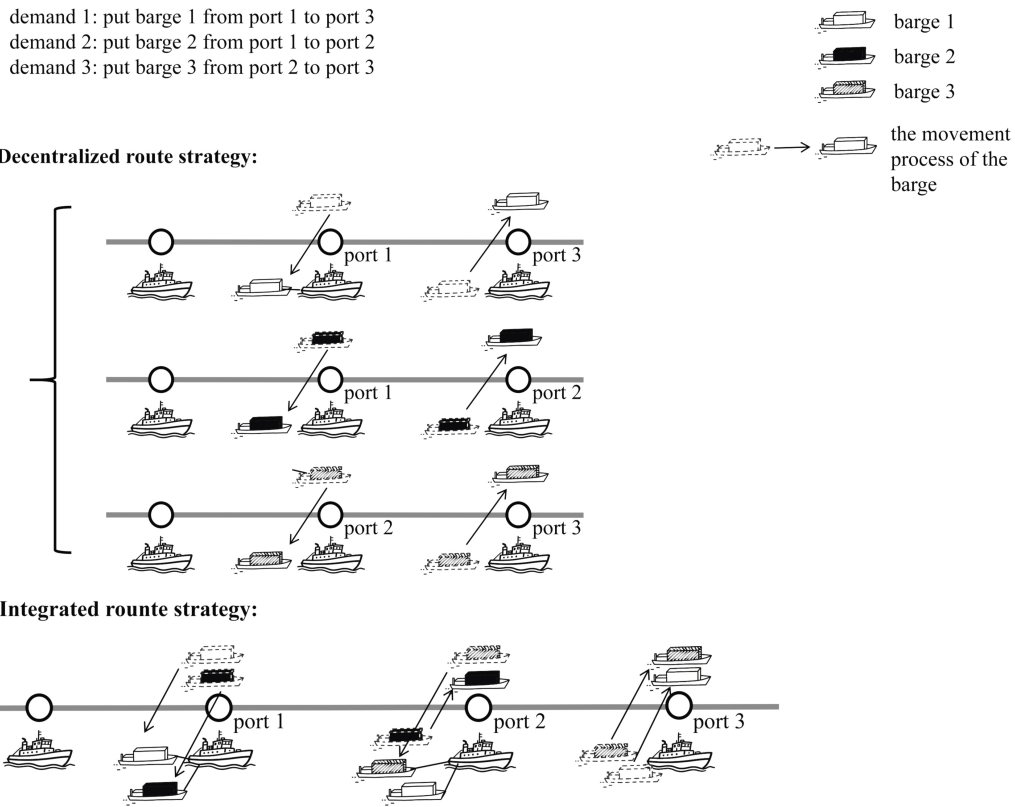 demand 1: put barge 1 from port 1 to port 3
demand 2: put barge 2 from port 1 to port 2
demand 3: put barge 3 from port 2 to port 3
barge 1
barge 2
barge 3
the movement
process of the
barge
Decentralized route strategy:
port 1
port 3
port 1
port 2
port 2
port 3
Integrated rounte strategy:
port 1
port 2
port 3